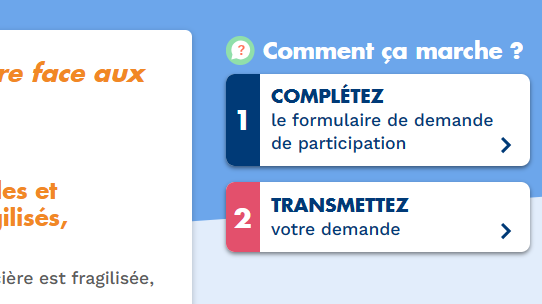 re face aux
les et
gilisés,
cière est fragilisée,
? Comment ça marche ?
1
COMPLÉTEZ
le formulaire de demande
de participation
2
TRANSMETTEZ
votre demande